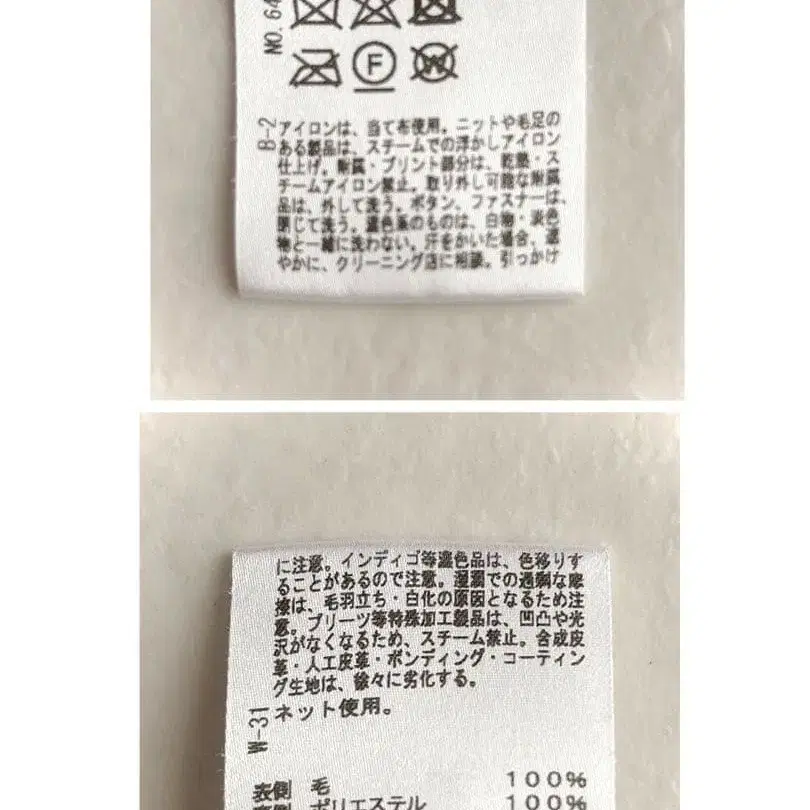 NO.64
F
W
B-2
アイロンは、当て布使用。ニットや毛足の
ある製品は、スチームでの浮かしアイロン
仕上げ。附属・プリント部分は、乾熱・ス
チームアイロン禁止。取り外し可能な附属
品は、外して洗う。ボタン、ファスナーは、
閉じて洗う。濃色系のものは、白物・淡色
物と一緒に洗わない。汗をかいた場合、速
やかに、クリーニング店に相談。引っかけ
に注意。インディゴ等濃色品は、色移りす
ることがあるので注意。湿潤での過剰な摩
擦は、毛羽立ち・白化の原因となるため注
意。プリーツ等特殊加工製品は、凹凸や光
沢がなくなるため、スチーム禁止。合成皮
革・人工皮革・ボンディング・コーティン
グ生地は、徐々に劣化する。
W-31
ネット使用。
表側 毛 100%
ポリエステル 100%